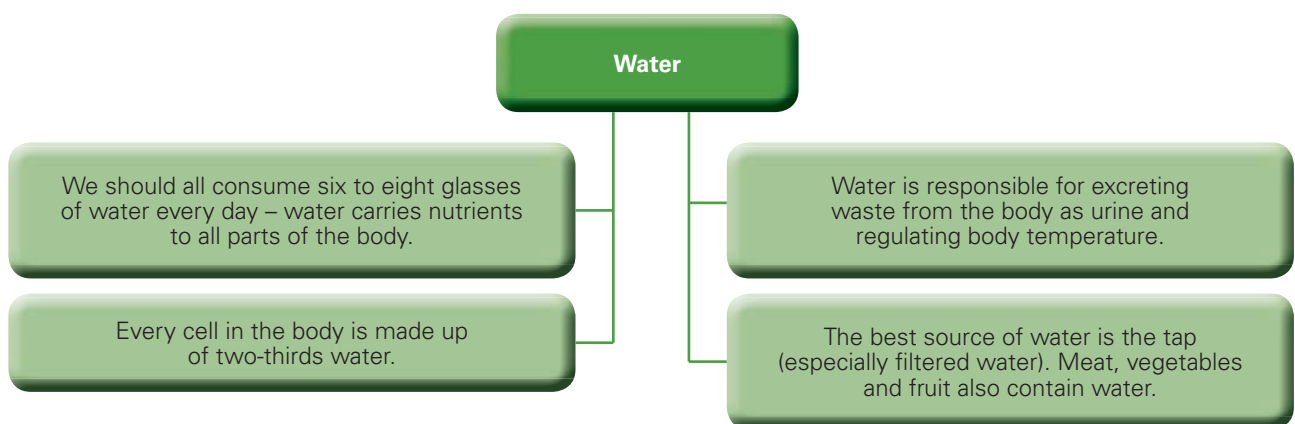 Water
We should all consume six to eight glasses
of water every day – water carries nutrients
to all parts of the body.
Every cell in the body is made up
of two-thirds water.
Water is responsible for excreting
waste from the body as urine and
regulating body temperature.
The best source of water is the tap
(especially filtered water). Meat, vegetables
and fruit also contain water.